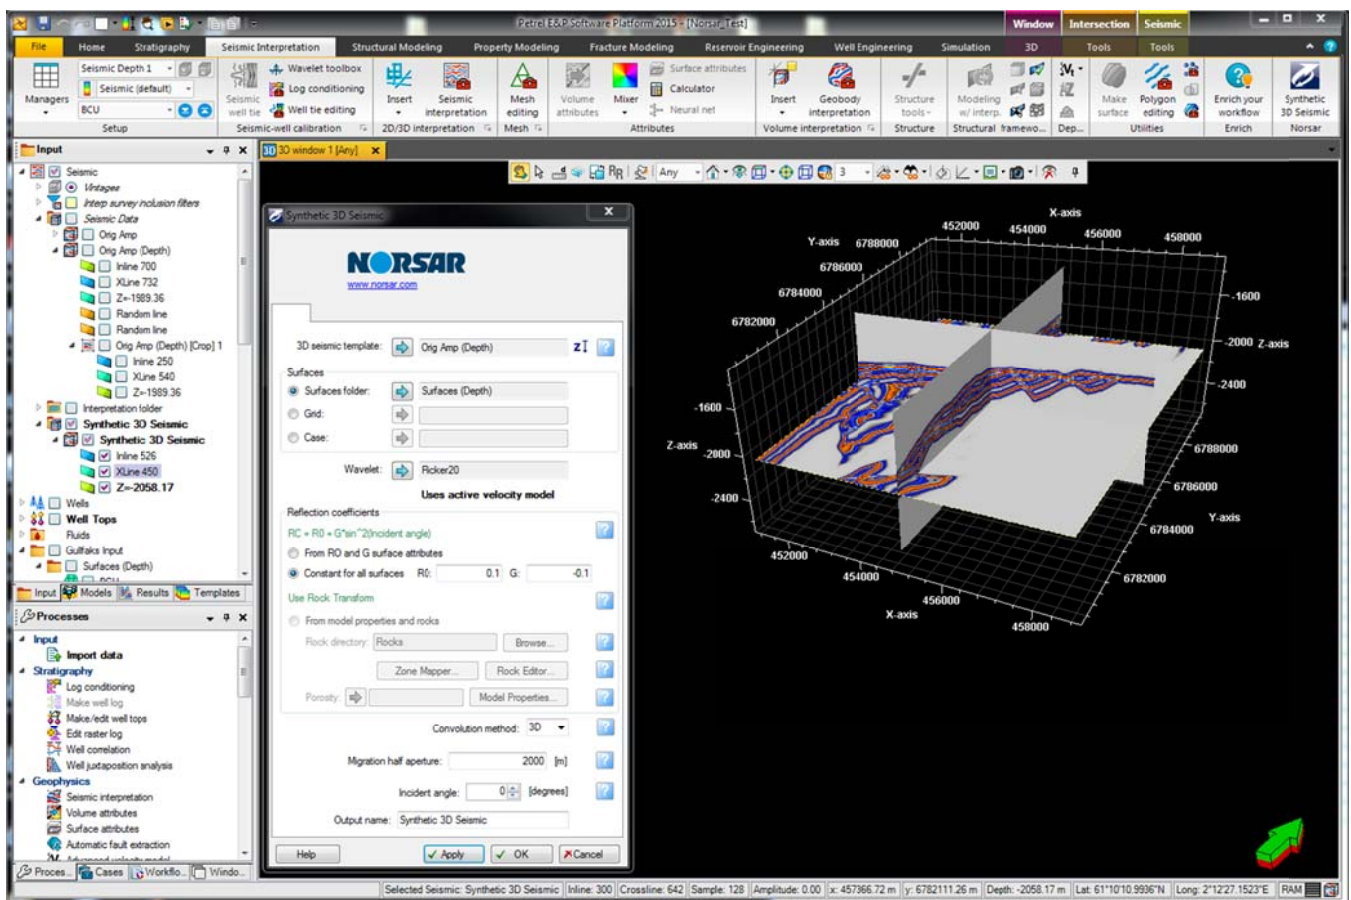 Petrel E&P Software Platform 2015 - [Norsar_Test]
Window Intersection Seismic
File Home Stratigraphy Seismic Interpretation Structural Modeling Property Modeling Fracture Modeling Reservoir Engineering Well Engineering Simulation 3D Tools Tools
Managers
Seismic Depth 1
Seismic (default)
BCU
Setup
Seismic well tie
Wavelet toolbox
Log conditioning
Well tie editing
Seismic-well calibration
Insert
Seismic interpretation
2D/3D interpretation
Mesh editing
Mesh
Volume attributes
Mixer
Surface attributes
Calculator
Neural net
Attributes
Insert
Geobody interpretation
Volume interpretation
Structure tools
Structure
Modeling w/ interp.
Structural framewo...
Dep...
Make surface
Polygon editing
Utilities
Enrich your workflow
Enrich
Synthetic 3D Seismic
Norsar
Input
Seismic
Vintages
Interp survey inclusion filters
Seismic Data
Orig Amp
Orig Amp (Depth)
Inline 700
XLine 732
Z=-1989.36
Random line
Random line
Orig Amp (Depth) [Crop] 1
Inline 250
XLine 540
Z=-1989.36
Interpretation folder
Synthetic 3D Seismic
Synthetic 3D Seismic
Inline 526
XLine 450
Z=-2058.17
Wells
Well Tops
Fluids
Gullfaks Input
Surfaces (Depth)
BCU
Input Models Results Templates
Processes
Input
Import data
Stratigraphy
Log conditioning
Make well log
Make/edit well tops
Edit raster log
Well correlation
Well juxtaposition analysis
Geophysics
Seismic interpretation
Volume attributes
Surface attributes
Automatic fault extraction
Advanced velocity model
Proces... Cases Workflo... Windo...
3D 3D window 1 [Any]
Any
3
Synthetic 3D Seismic
NORSAR
www.norsar.com
3D seismic template: Orig Amp (Depth)
Surfaces
Surfaces folder: Surfaces (Depth)
Grid:
Case:
Wavelet: Ricker20
Uses active velocity model
Reflection coefficients
RC = R0 + G*sin^2(Incident angle)
From R0 and G surface attributes
Constant for all surfaces R0: 0.1 G: -0.1
Use Rock Transform
From model properties and rocks
Rock directory: Rocks Browse...
Zone Mapper... Rock Editor...
Porosity: Model Properties...
Convolution method: 3D
Migration half aperture: 2000 [m]
Incident angle: 0 [degrees]
Output name: Synthetic 3D Seismic
Help Apply OK Cancel
X-axis
452000 454000 456000 458000
Y-axis 6788000
6786000
6784000
6782000
-1600
-2000 Z-axis
-2400
-1600
Z-axis -2000
-2400
6788000
6786000
Y-axis
6784000
6782000
452000
454000
456000
X-axis
458000
Selected Seismic: Synthetic 3D Seismic Inline: 300 Crossline: 642 Sample: 128 Amplitude: 0.00 x: 457366.72 m y: 6782111.26 m Depth: -2058.17 m Lat: 61°10'10.9936"N Long: 2°12'27.1523"E RAM